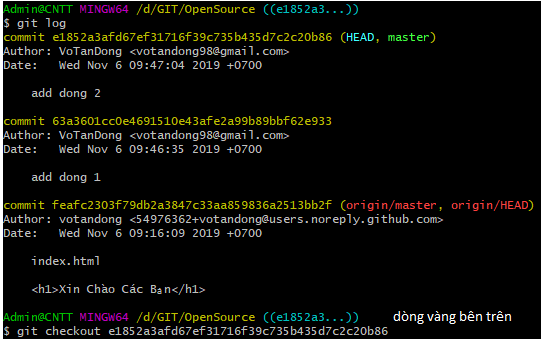 Admin@CNTT MINGW64 /d/GIT/OpenSource ((e1852a3...))
$ git log
commit e1852a3afd67ef31716f39c735b435d7c2c20b86 (HEAD, master)
Author: VoTanDong <votandong98@gmail.com>
Date:   Wed Nov 6 09:47:04 2019 +0700
    add dong 2
commit 63a3601cc0e4691510e43afe2a99b89bbf62e933
Author: VoTanDong <votandong98@gmail.com>
Date:   Wed Nov 6 09:46:35 2019 +0700
    add dong 1
commit feafc2303f79db2a3847c33aa859836a2513bb2f (origin/master, origin/HEAD)
Author: votandong <54976362+votandong@users.noreply.github.com>
Date:   Wed Nov 6 09:16:09 2019 +0700
    index.html
    <h1>Xin Chào Các Bạn</h1>
Admin@CNTT MINGW64 /d/GIT/OpenSource ((e1852a3...)) dòng vàng bên trên
$ git checkout e1852a3afd67ef31716f39c735b435d7c2c20b86